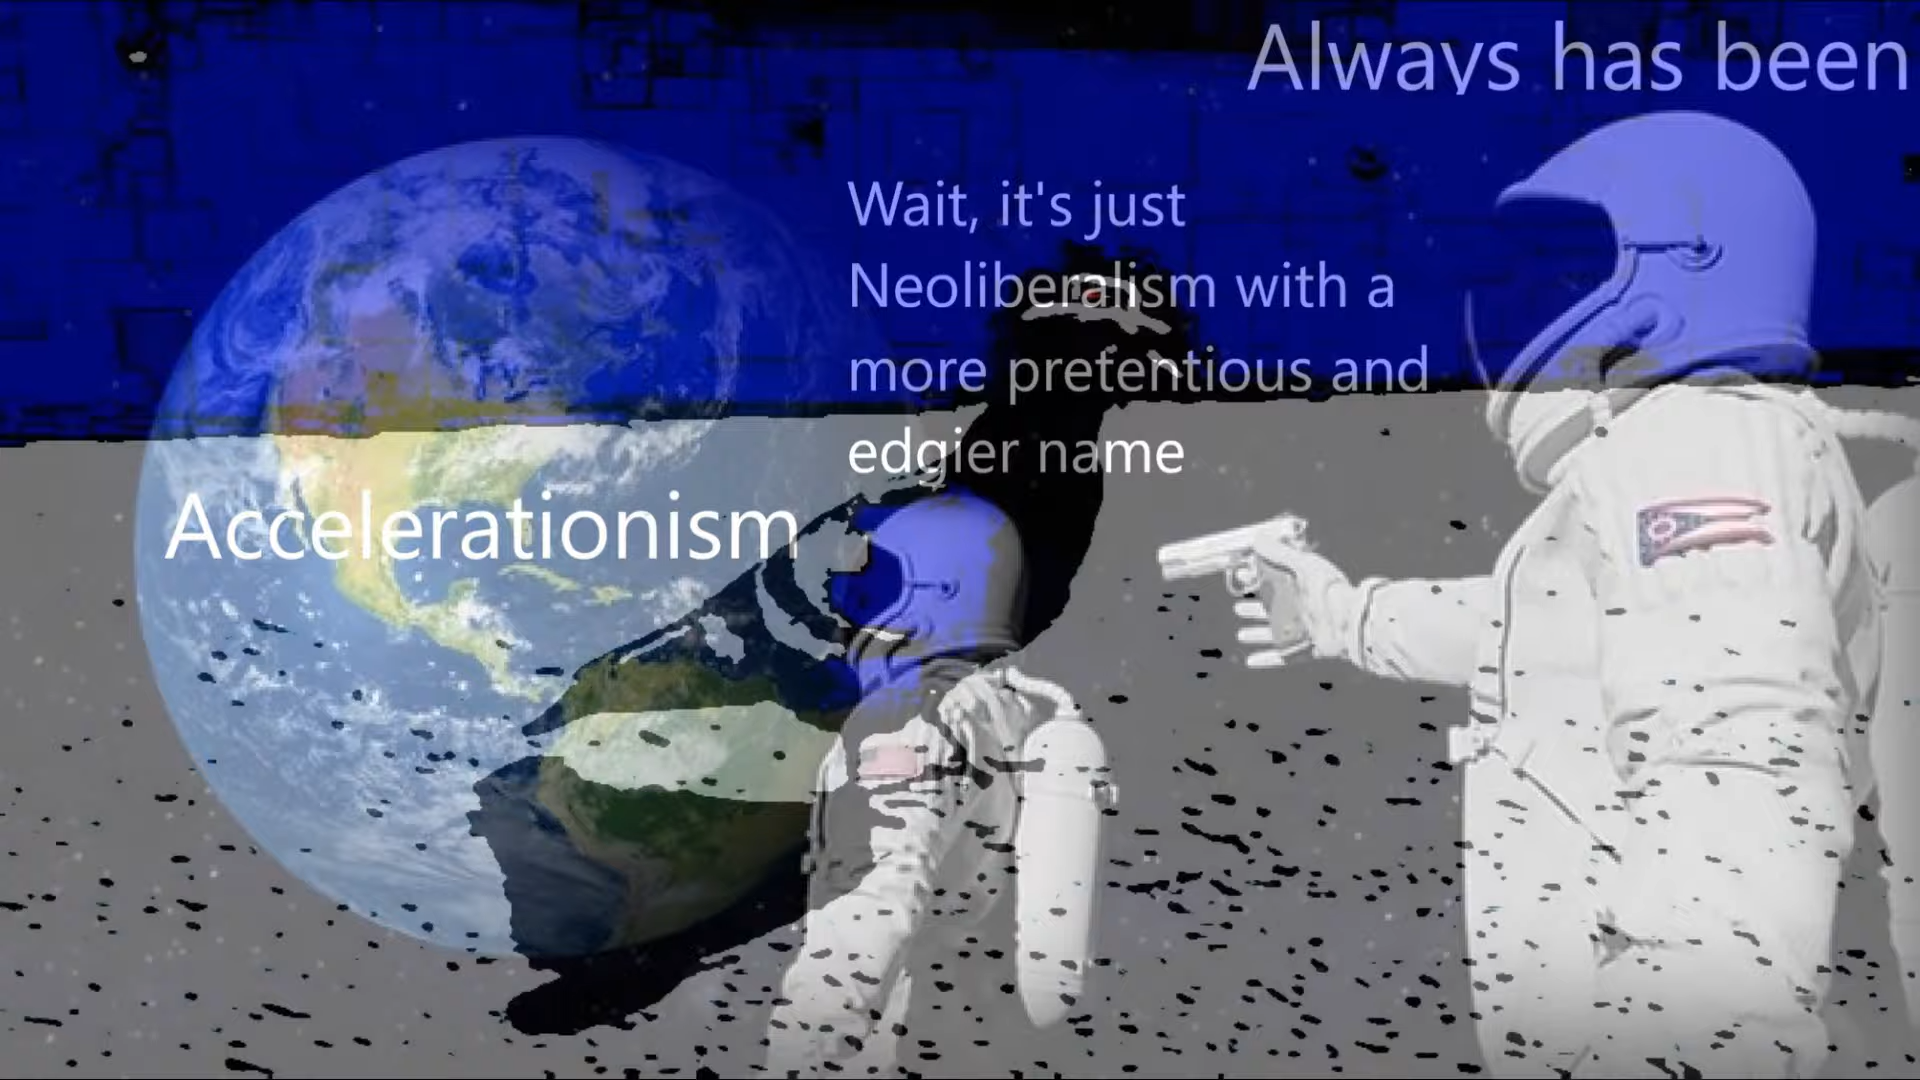 Always has been
Wait, it's just
Neoliberalism with a
more pretentious and
edgier name
Accelerationism